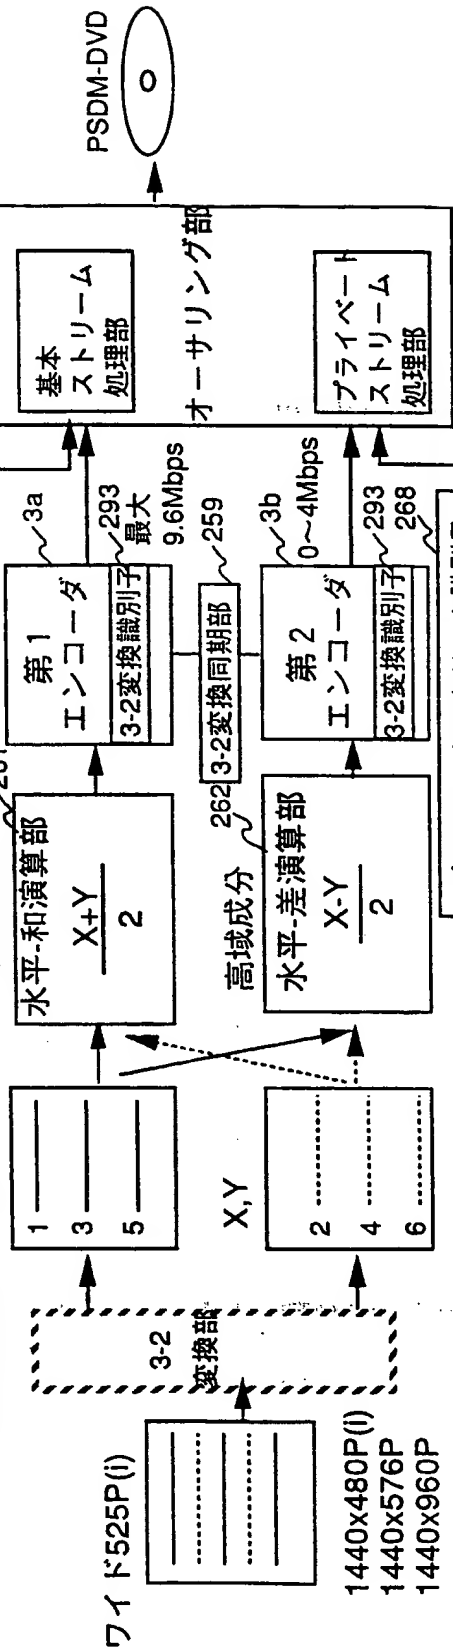 ワイド525P(i)
1440x480P(i)
1440x576P
1440x960P
3-2
変換部
1
3
5
X,Y
2
4
6
水平-和演算部
X+Y
2
高域成分
262
水平-差演算部
X-Y
2
第1
エンコーダ
3-2変換識別子
3a
293
最大
9.6Mbps
3-2変換同期部
259
第2
エンコーダ
3-2変換識別子
3b
0~4Mbps
293
268
基本
ストリーム
処理部
オーサリング部
プライベート
ストリーム
処理部
PSDM-DVD